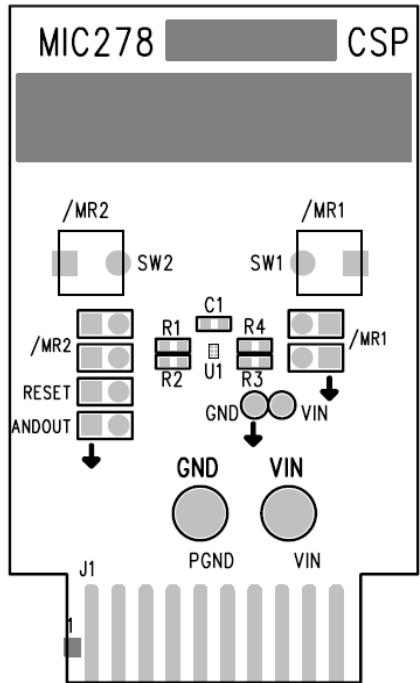 MIC278 CSP
/MR2 /MR1
SW2 SW1
C1
R1 R4
/MR2 /MR1
R2 U1 R3
RESET
GND VIN
ANDOUT
GND VIN
PGND VIN
J1
1